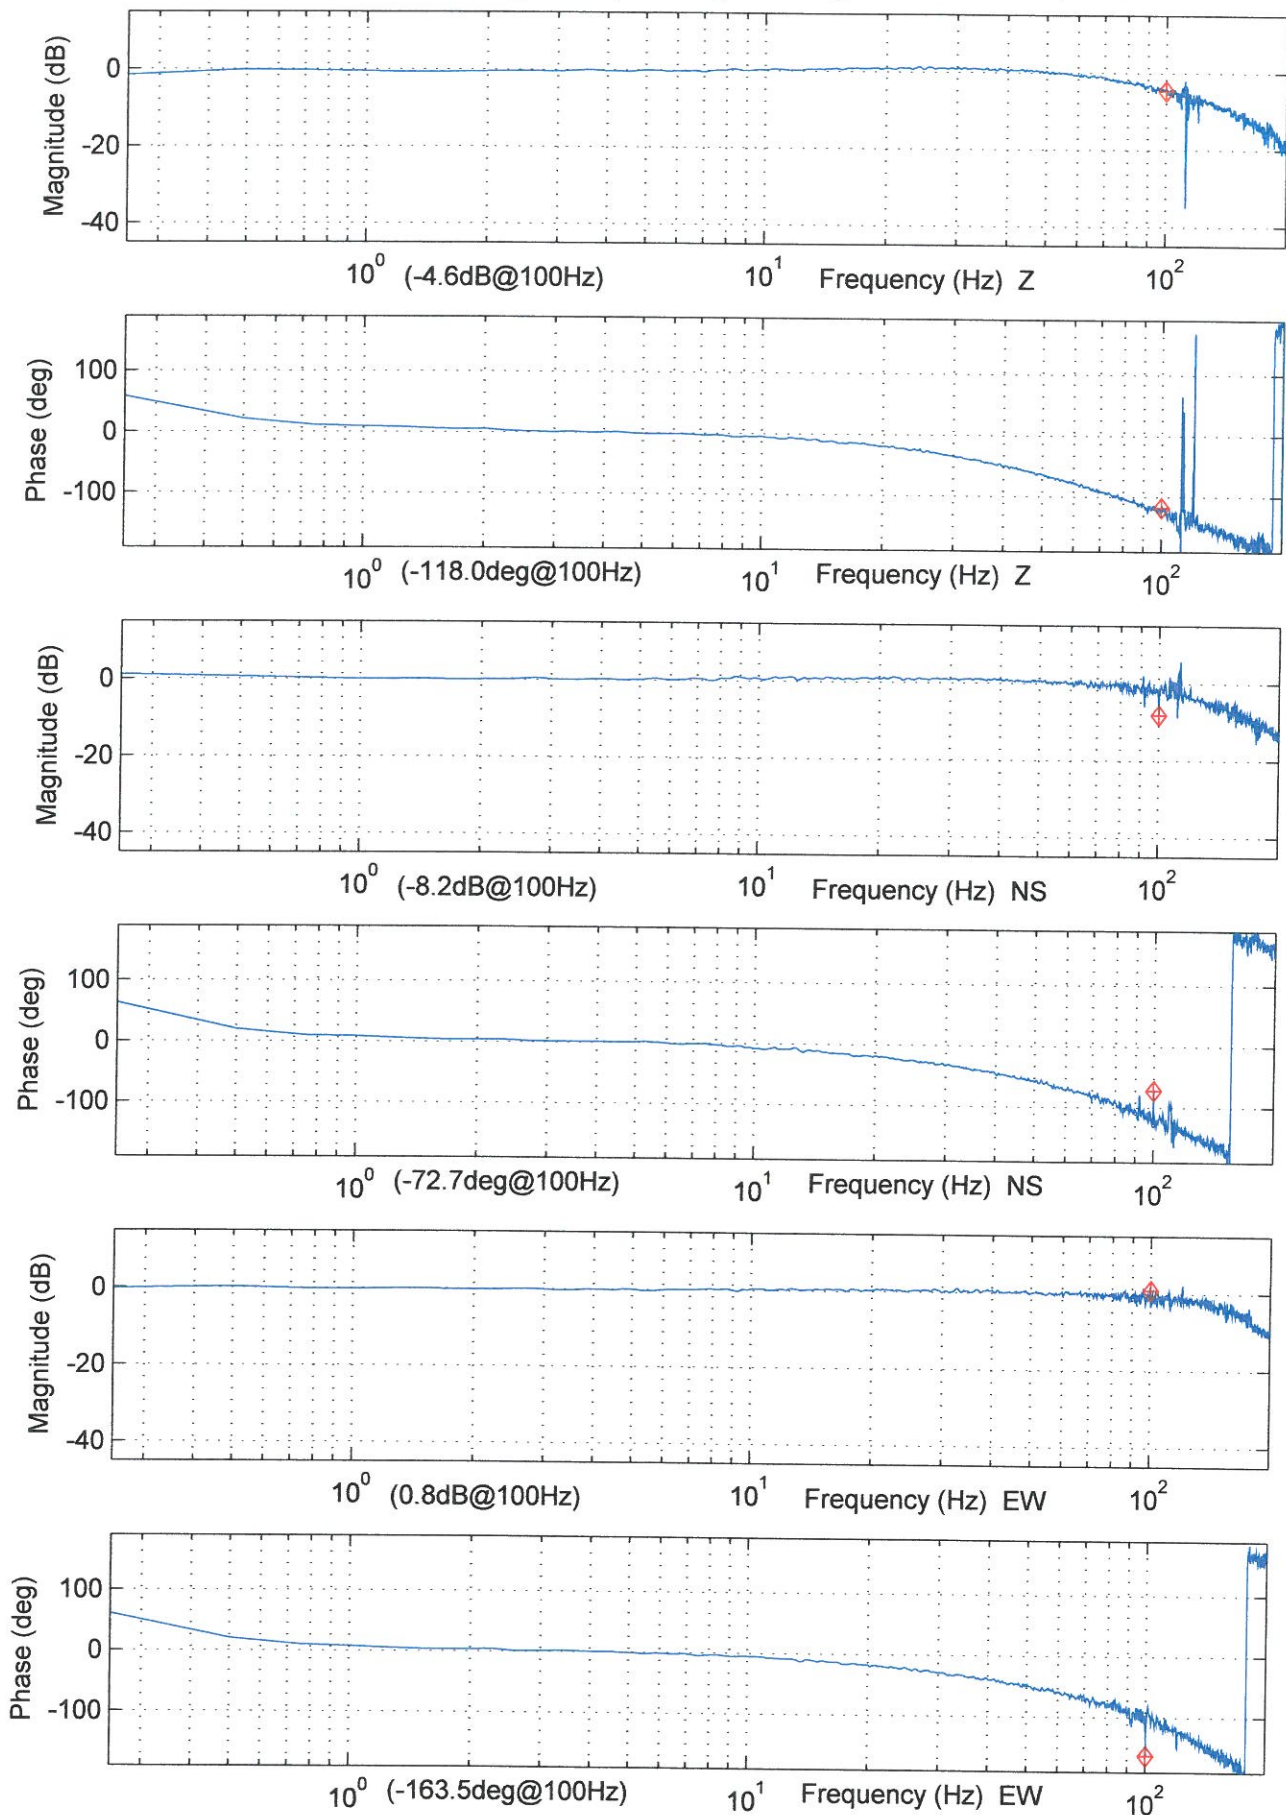 0
-20
-40
Magnitude (dB)
10^0 (-4.6dB@100Hz) 10^1 Frequency (Hz) Z 10^2
100
0
-100
Phase (deg)
10^0 (-118.0deg@100Hz) 10^1 Frequency (Hz) Z 10^2
0
-20
-40
Magnitude (dB)
10^0 (-8.2dB@100Hz) 10^1 Frequency (Hz) NS 10^2
100
0
-100
Phase (deg)
10^0 (-72.7deg@100Hz) 10^1 Frequency (Hz) NS 10^2
0
-20
-40
Magnitude (dB)
10^0 (0.8dB@100Hz) 10^1 Frequency (Hz) EW 10^2
100
0
-100
Phase (deg)
10^0 (-163.5deg@100Hz) 10^1 Frequency (Hz) EW 10^2